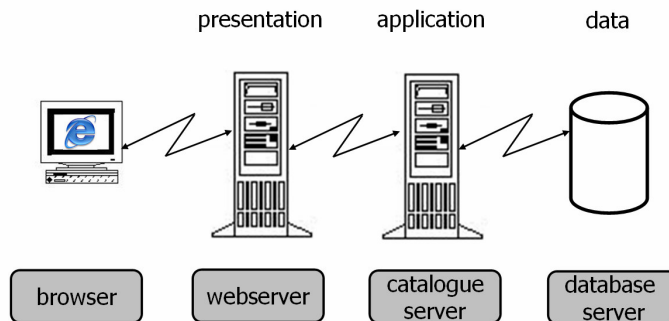 presentation
application
data
browser
webserver
catalogue
server
database
server